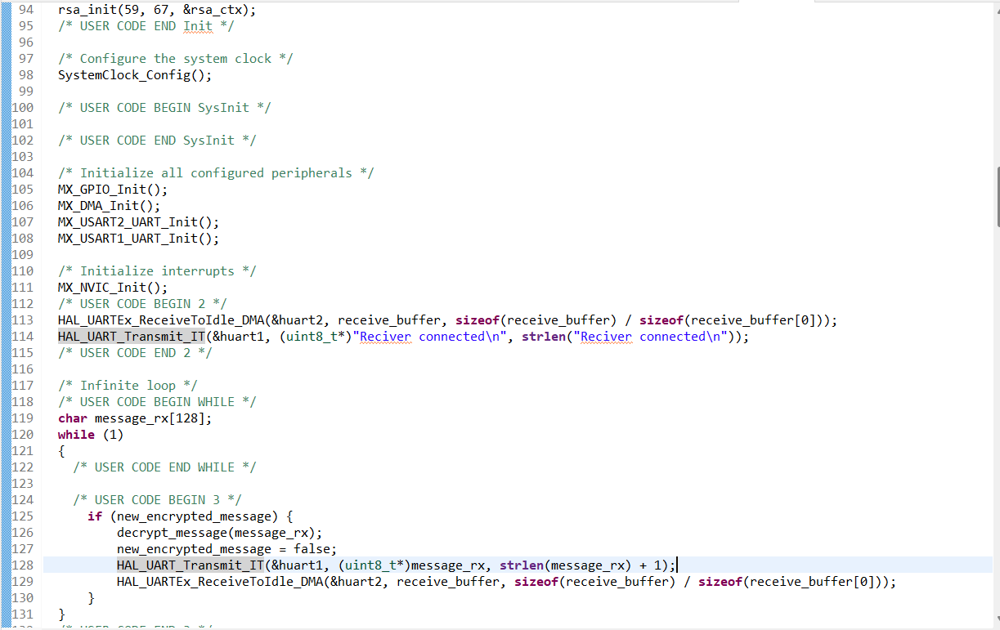 94 rsa_init(59, 67, &rsa_ctx);
95 /* USER CODE END Init */
96
97 /* Configure the system clock */
98 SystemClock_Config();
99
100 /* USER CODE BEGIN SysInit */
101
102 /* USER CODE END SysInit */
103
104 /* Initialize all configured peripherals */
105 MX_GPIO_Init();
106 MX_DMA_Init();
107 MX_USART2_UART_Init();
108 MX_USART1_UART_Init();
109
110 /* Initialize interrupts */
111 MX_NVIC_Init();
112 /* USER CODE BEGIN 2 */
113 HAL_UARTEx_ReceiveToIdle_DMA(&huart2, receive_buffer, sizeof(receive_buffer) / sizeof(receive_buffer[0]));
114 HAL_UART_Transmit_IT(&huart1, (uint8_t*)"Reciver connected\n", strlen("Reciver connected\n"));
115 /* USER CODE END 2 */
116
117 /* Infinite loop */
118 /* USER CODE BEGIN WHILE */
119 char message_rx[128];
120 while (1)
121 {
122 /* USER CODE END WHILE */
123
124 /* USER CODE BEGIN 3 */
125 if (new_encrypted_message) {
126 decrypt_message(message_rx);
127 new_encrypted_message = false;
128 HAL_UART_Transmit_IT(&huart1, (uint8_t*)message_rx, strlen(message_rx) + 1);
129 HAL_UARTEx_ReceiveToIdle_DMA(&huart2, receive_buffer, sizeof(receive_buffer) / sizeof(receive_buffer[0]));
130 }
131 }